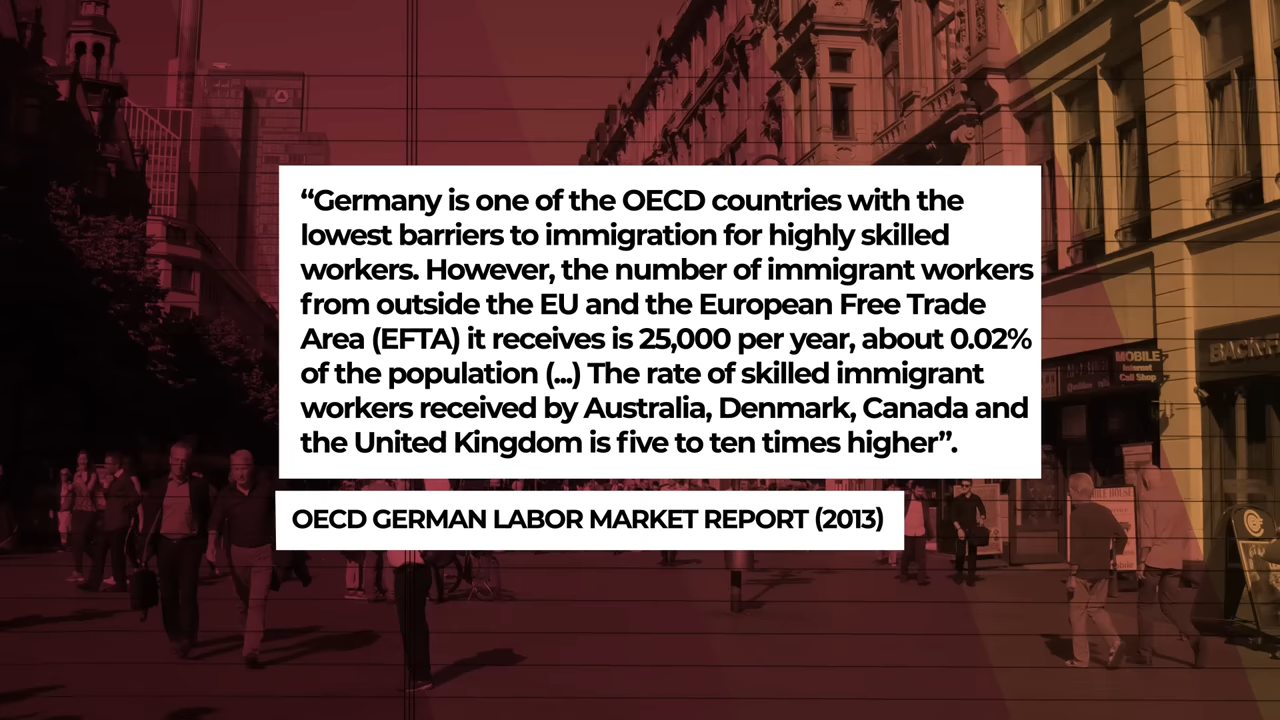 “Germany is one of the OECD countries with the
lowest barriers to immigration for highly skilled
workers. However, the number of immigrant workers
from outside the EU and the European Free Trade
Area (EFTA) it receives is 25,000 per year, about 0.02%
of the population (...) The rate of skilled immigrant
workers received by Australia, Denmark, Canada and
the United Kingdom is five to ten times higher”.
OECD GERMAN LABOR MARKET REPORT (2013)
MOBILE
Internet
Call Shop